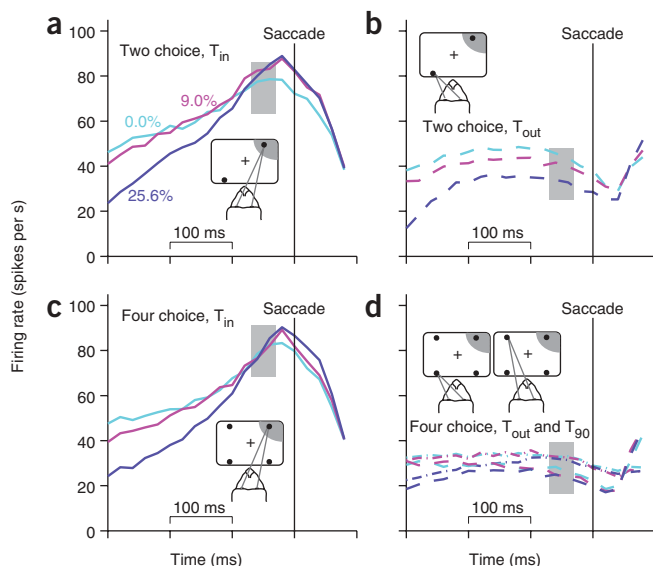 a
Two choice, Tin
Saccade
100
80
60
40
20
0
9.0%
0.0%
25.6%
100 ms
b
Saccade
Two choice, Tout
100 ms
Firing rate (spikes per s)
c
Four choice, Tin
Saccade
100
80
60
40
20
0
100 ms
Time (ms)
d
Saccade
Four choice, Tout and T90
100 ms
Time (ms)